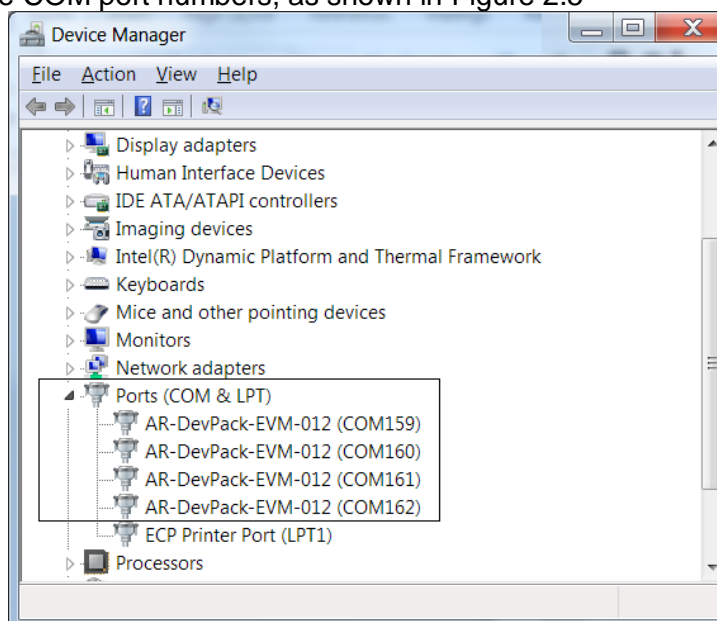 COM port numbers, as shown in Figure 2.3
Device Manager
File Action View Help
Display adapters
Human Interface Devices
IDE ATA/ATAPI controllers
Imaging devices
Intel(R) Dynamic Platform and Thermal Framework
Keyboards
Mice and other pointing devices
Monitors
Network adapters
Ports (COM & LPT)
AR-DevPack-EVM-012 (COM159)
AR-DevPack-EVM-012 (COM160)
AR-DevPack-EVM-012 (COM161)
AR-DevPack-EVM-012 (COM162)
ECP Printer Port (LPT1)
Processors